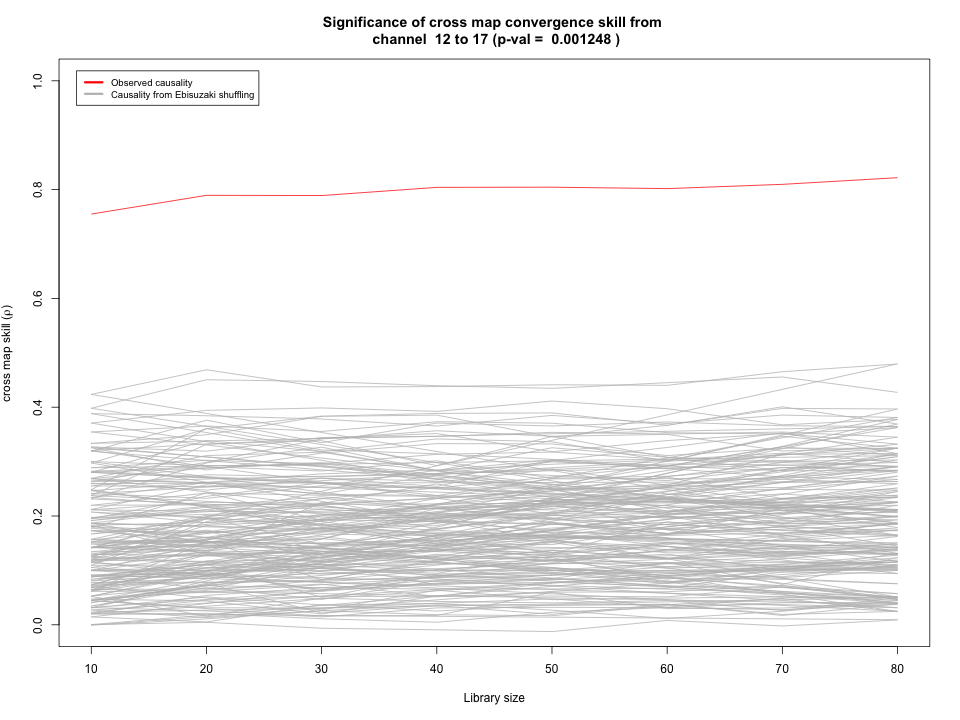 Significance of cross map convergence skill from
channel  12 to 17 (p-val =  0.001248 )
Observed causality
Causality from Ebisuzaki shuffling
cross map skill (ρ)
1.0
0.8
0.6
0.4
0.2
0.0
10 20 30 40 50 60 70 80
Library size